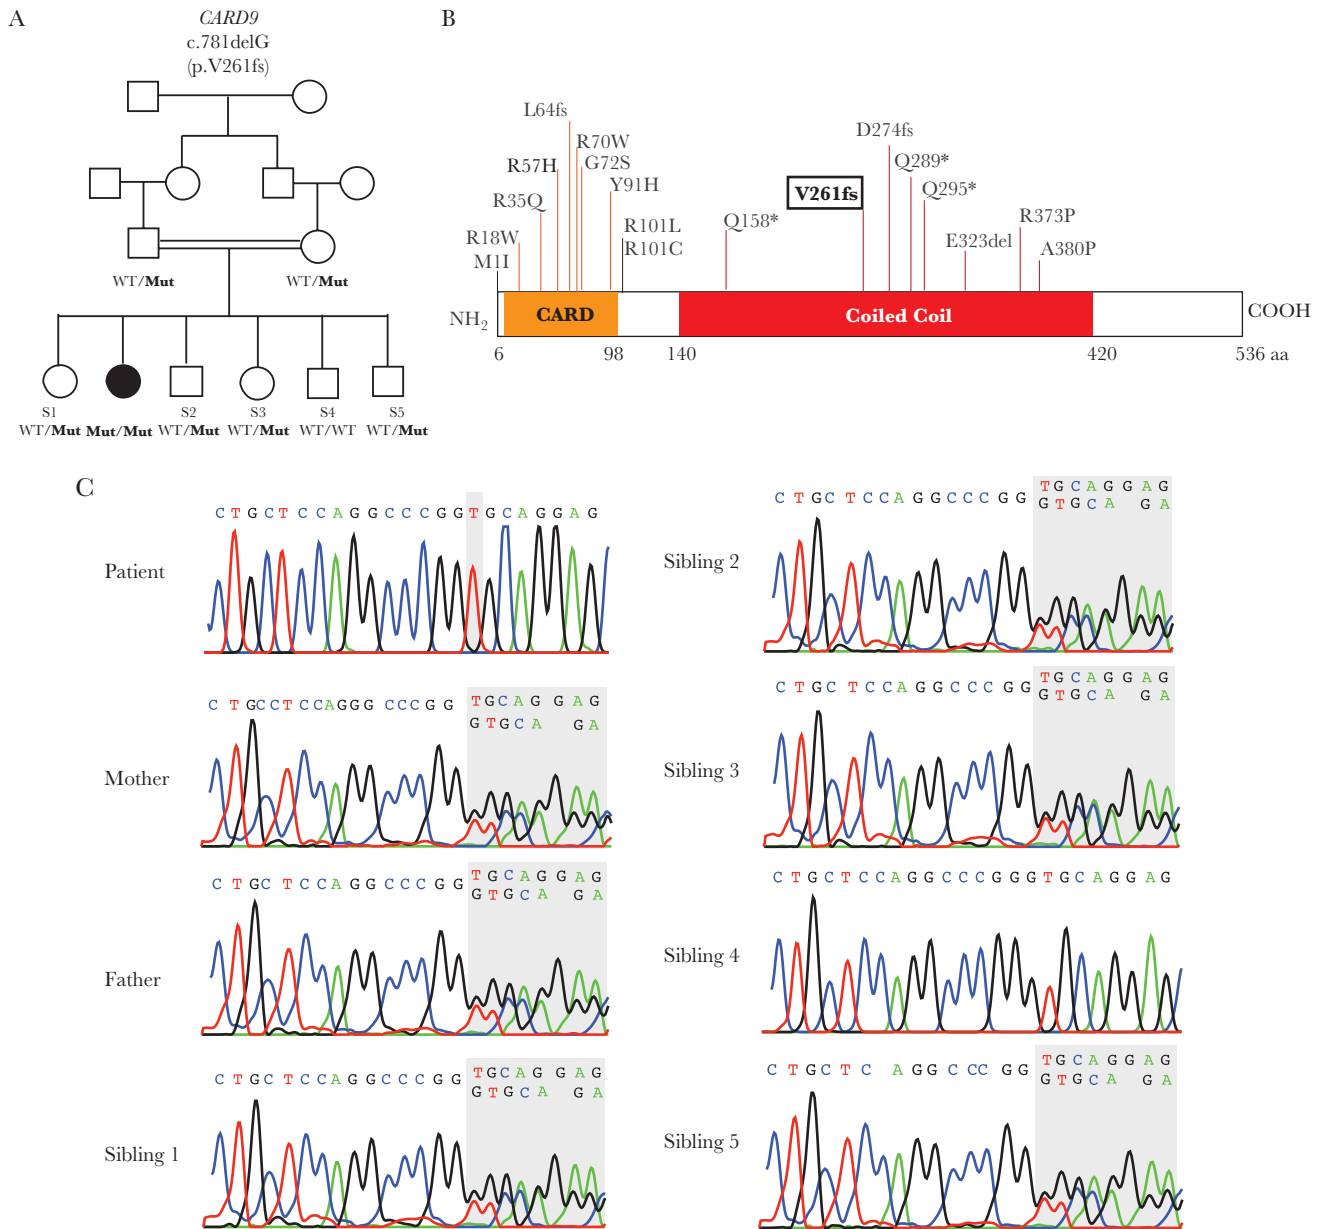 A
CARD9
c.781delG
(p.V261fs)
WT/Mut WT/Mut
S1 S2 S3 S4 S5
WT/Mut Mut/Mut WT/Mut WT/Mut WT/WT WT/Mut
B
L64fs
D274fs
R70W
R57H G72S
Q289*
Y91H
V261fs
Q295*
R35Q
R101L
Q158*
R373P
R18W
R101C
E323del
A380P
M1I
NH2 CARD Coiled Coil COOH
6 98 140 420 536 aa
C
Patient
C T G C T C C A G G C C C G G T G C A G G A G
Mother
C T G C C T C C A G G G C C C G G T G C A G G A G
G T G C A G A
Father
C T G C T C C A G G C C C G G T G C A G G A G
G T G C A G A
Sibling 1
C T G C T C C A G G C C C G G T G C A G G A G
G T G C A G A
Sibling 2
C T G C T C C A G G C C C G G T G C A G G A G
G T G C A G A
Sibling 3
C T G C T C C A G G C C C G G T G C A G G A G
G T G C A G A
Sibling 4
C T G C T C C A G G C C C G G G T G C A G G A G
Sibling 5
C T G C T C A G G C C C G G T G C A G G A G
G T G C A G A